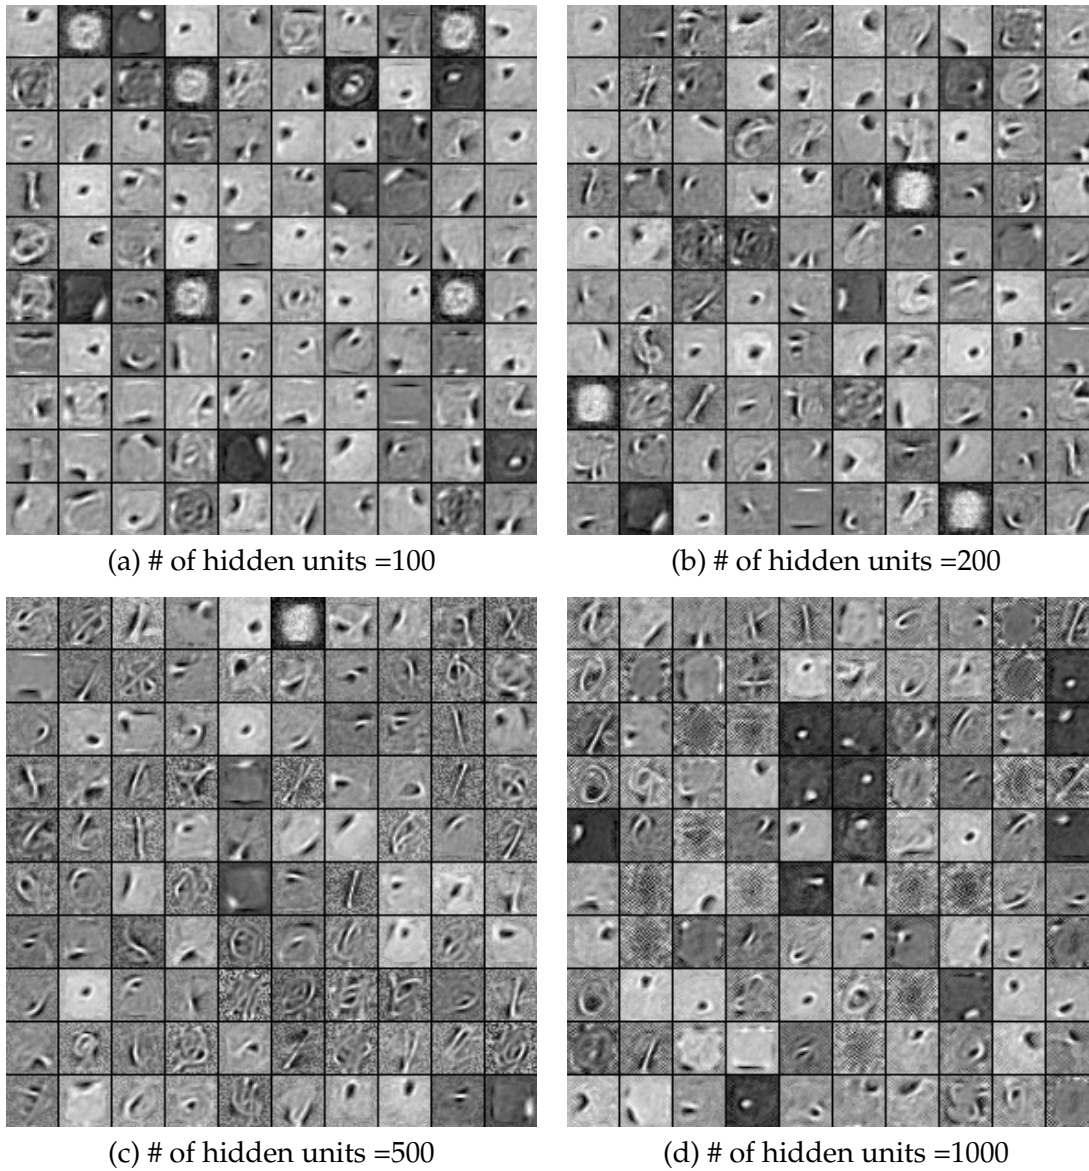 (a) # of hidden units =100
(b) # of hidden units =200
(c) # of hidden units =500
(d) # of hidden units =1000